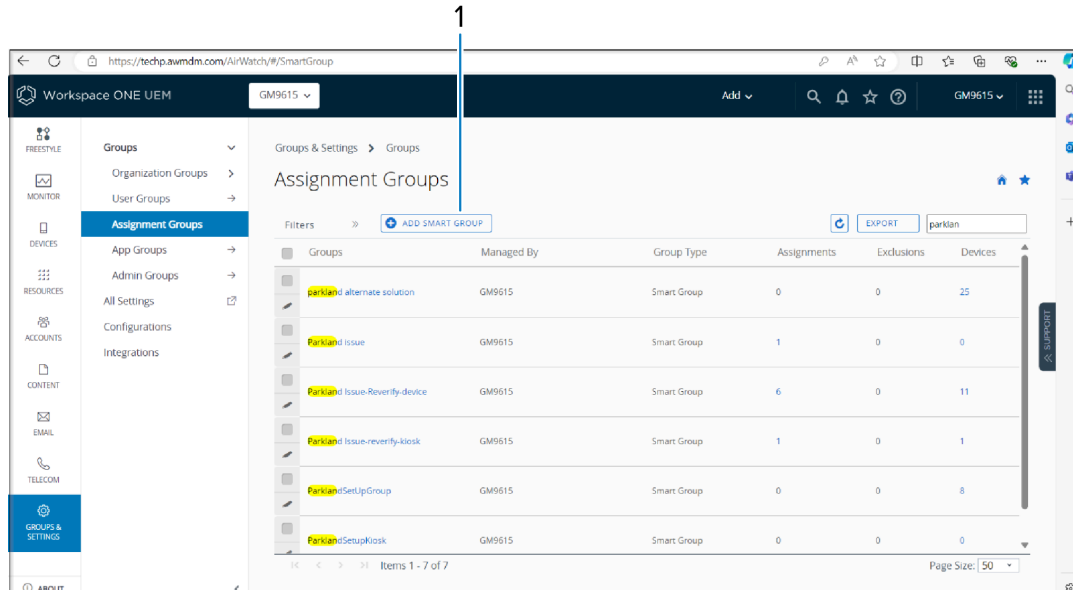 1
https://techp.awmdm.com/AirWatch/#/SmartGroup
Workspace ONE UEM
GM9615
Add
GM9615
FREESTYLE
MONITOR
DEVICES
RESOURCES
ACCOUNTS
CONTENT
EMAIL
TELECOM
GROUPS &
SETTINGS
ABOUT
Groups
Organization Groups
User Groups
Assignment Groups
App Groups
Admin Groups
All Settings
Configurations
Integrations
Groups & Settings > Groups
Assignment Groups
Filters » ADD SMART GROUP EXPORT parklan
Groups Managed By Group Type Assignments Exclusions Devices
parkland alternate solution GM9615 Smart Group 0 0 25
Parkland issue GM9615 Smart Group 1 0 0
Parkland Issue-Reverify-device GM9615 Smart Group 6 0 11
Parkland Issue-reverify-kiosk GM9615 Smart Group 1 0 1
ParklandSetUpGroup GM9615 Smart Group 0 0 8
ParklandSetupKiosk GM9615 Smart Group 0 0 0
Items 1 - 7 of 7 Page Size: 50
SUPPORT